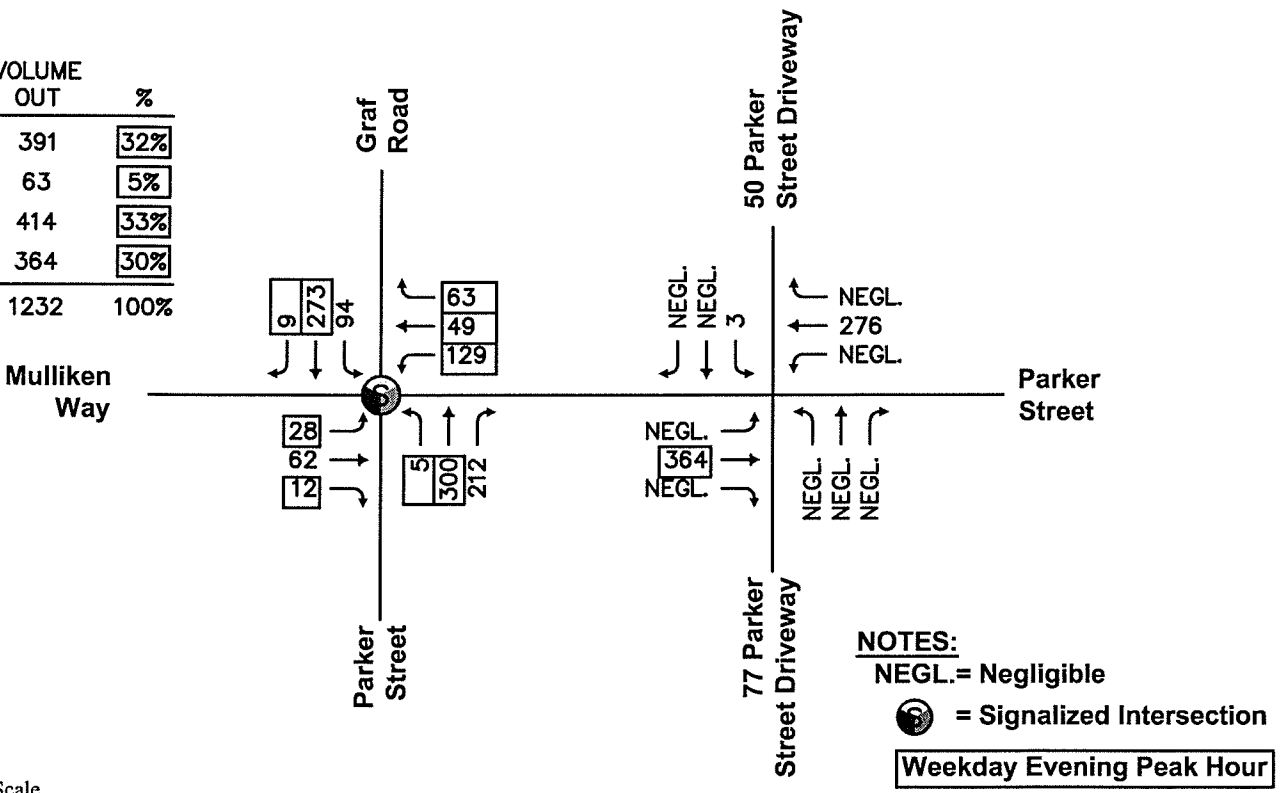 VOLUME
OUT %
391 32%
63 5%
414 33%
364 30%
1232 100%
Graf
Road
50 Parker
Street Driveway
9 273 94
63
49
129
NEGL. NEGL. 3
NEGL.
276
NEGL.
Mulliken
Way
S
Parker
Street
28
62
12
5 300 212
NEGL.
364
NEGL.
NEGL. NEGL. NEGL.
Parker
Street
77 Parker
Street Driveway
NOTES:
NEGL.= Negligible
S = Signalized Intersection
Weekday Evening Peak Hour
Scale